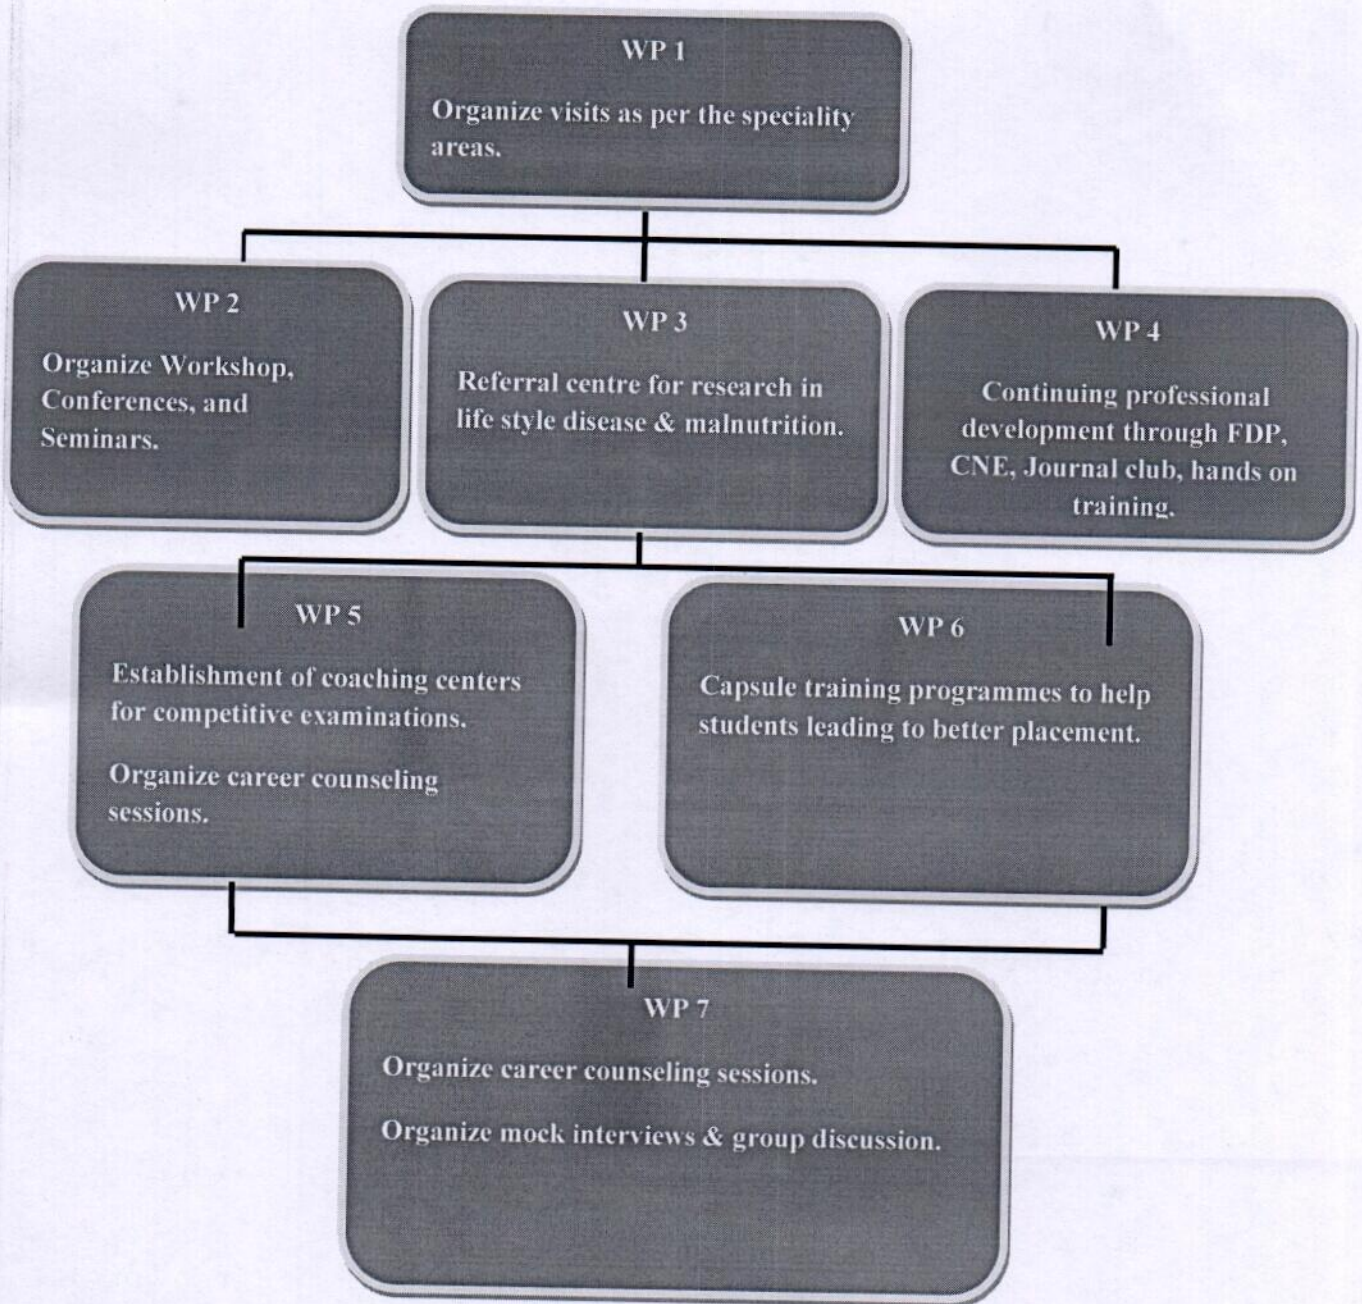 WP 1
Organize visits as per the speciality
areas.
WP 2
Organize Workshop,
Conferences, and
Seminars.
WP 3
Referral centre for research in
life style disease & malnutrition.
WP 4
Continuing professional
development through FDP,
CNE, Journal club, hands on
training.
WP 5
Establishment of coaching centers
for competitive examinations.
Organize career counseling
sessions.
WP 6
Capsule training programmes to help
students leading to better placement.
WP 7
Organize career counseling sessions.
Organize mock interviews & group discussion.